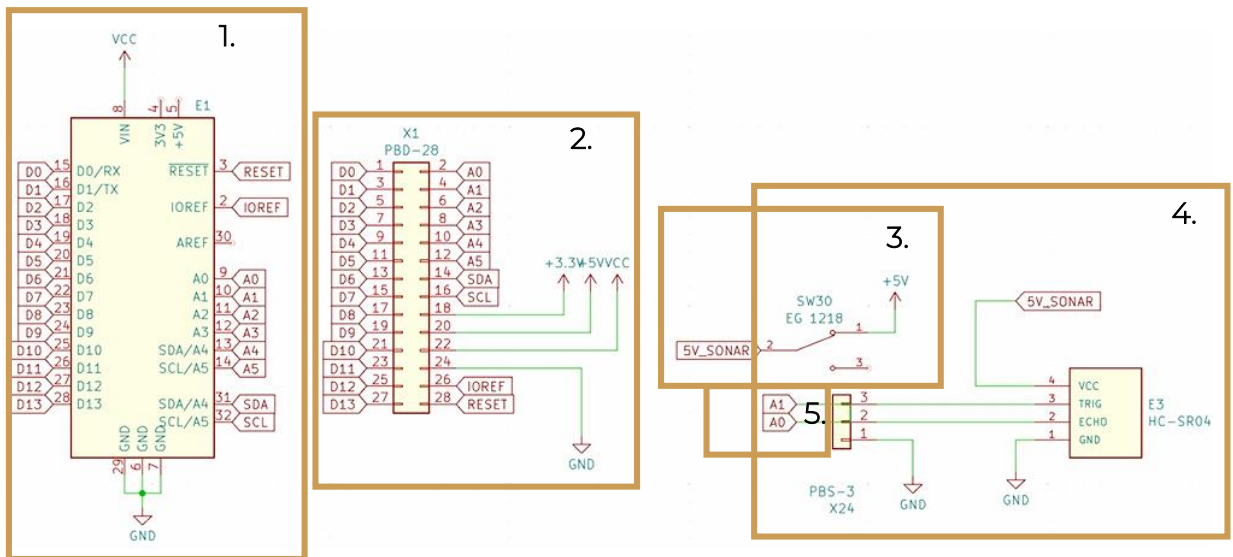 1.
VCC
8
4
5
E1
VIN
3V3
+5V
D0 15 D0/RX RESET 3 RESET
D1 16 D1/TX
D2 17 D2 IOREF 2 IOREF
D3 18 D3
D4 19 D4 AREF 30
D5 20 D5
D6 21 D6 A0 9 A0
D7 22 D7 A1 10 A1
D8 23 D8 A2 11 A2
D9 24 D9 A3 12 A3
D10 25 D10 SDA/A4 13 A4
D11 26 D11 SCL/A5 14 A5
D12 27 D12
D13 28 D13 SDA/A4 31 SDA
SCL/A5 32 SCL
GND GND GND
29 6 7
GND
2.
X1
PBD-28
D0 1 2 A0
D1 3 4 A1
D2 5 6 A2
D3 7 8 A3
D4 9 10 A4
D5 11 12 A5
D6 13 14 SDA
D7 15 16 SCL
D8 17 18
D9 19 20
D10 21 22
D11 23 24
D12 25 26 IOREF
D13 27 28 RESET
+3.3V +5V VCC
GND
3.
+5V
SW30
EG 1218
1
5V_SONAR 2
3
4.
5V_SONAR
4 VCC
3 TRIG
2 ECHO
1 GND
E3
HC-SR04
GND
5.
A1 3
A0 2
1
PBS-3
X24
GND